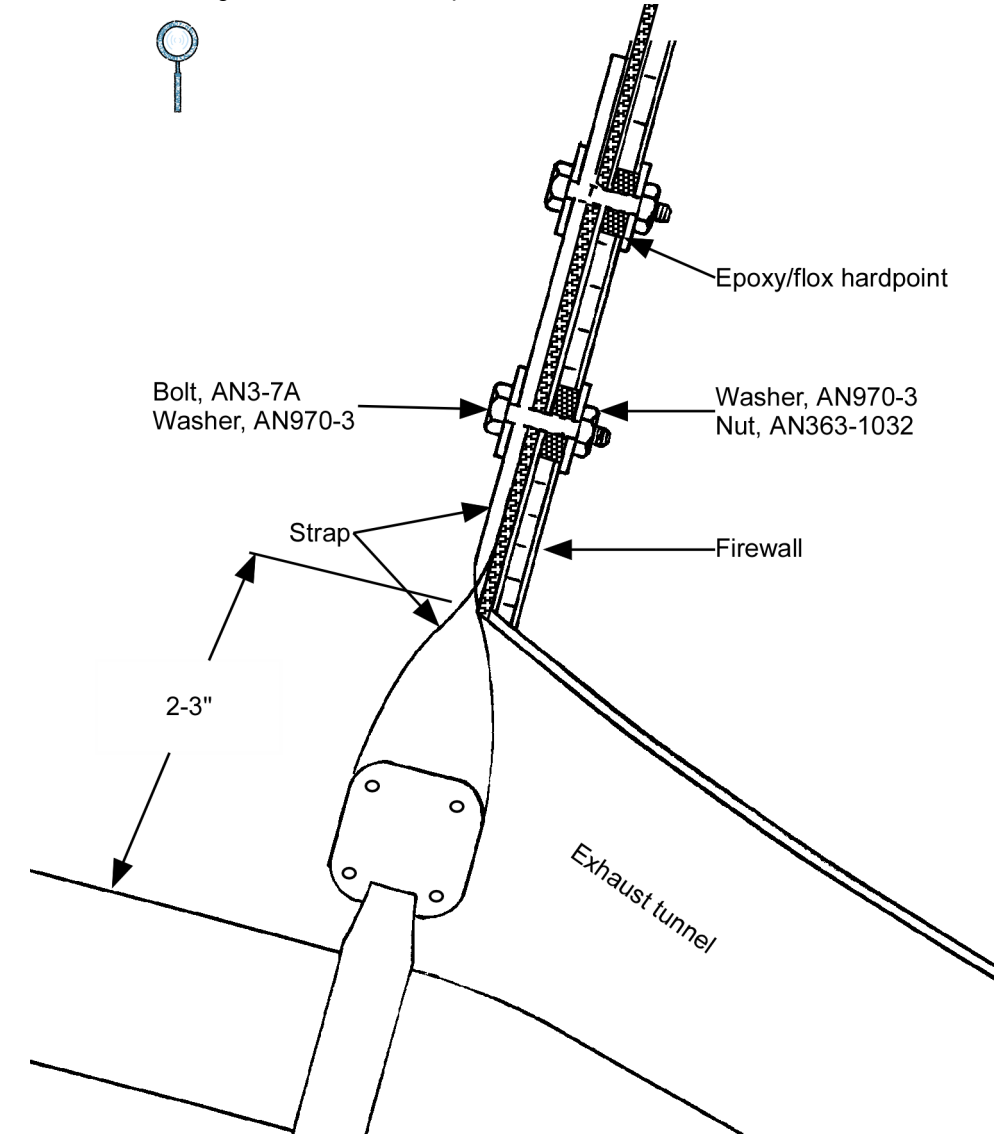 Epoxy/flox hardpoint
Bolt, AN3-7A
Washer, AN970-3
Washer, AN970-3
Nut, AN363-1032
Strap
Firewall
2-3"
Exhaust tunnel